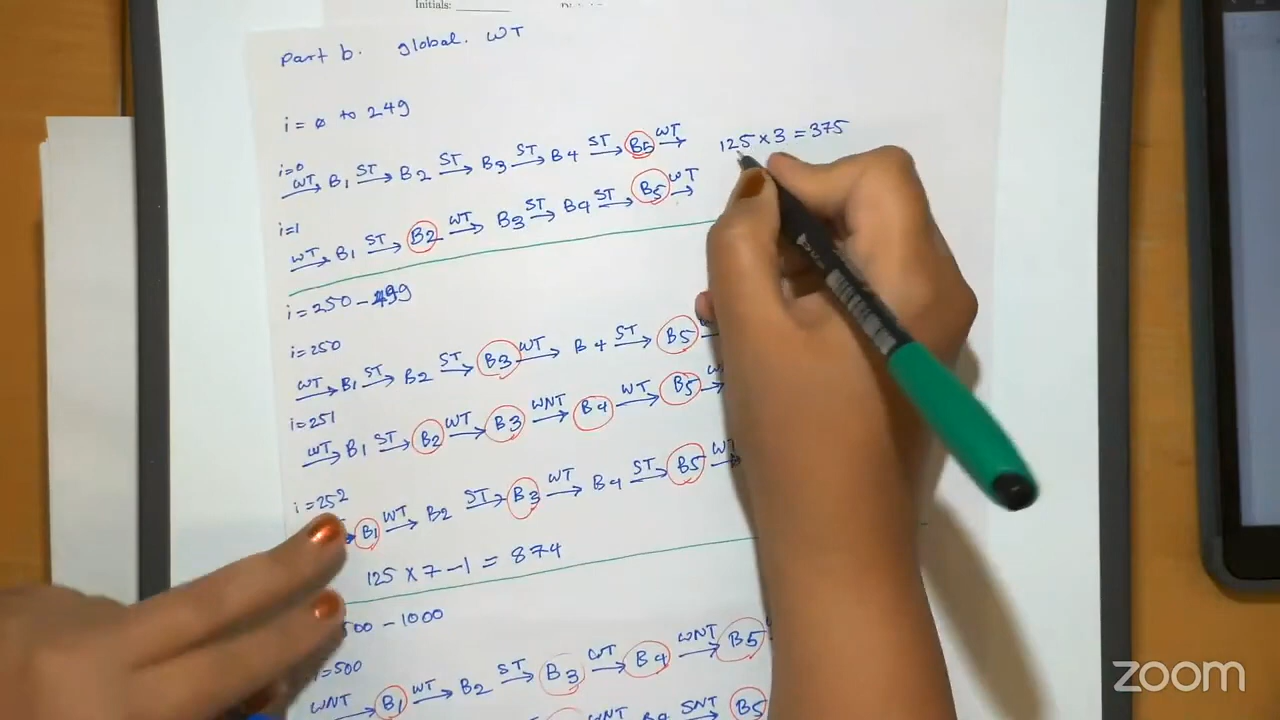 Initials:
Part b. global. WT
i = 0 to 249
i=0
WT→ B1 ST→ B2 ST→ B3 ST→ B4 ST→ B5 WT→
125 × 3 = 375
i=1
WT→ B1 ST→ B2 WT→ B3 ST→ B4 ST→ B5 WT→
i = 250 - 499
i=250
WT→ B1 ST→ B2 ST→ B3 WT→ B4 ST→ B5 →
i=251
WT→ B1 ST→ B2 WT→ B3 WNT→ B4 WT→ B5 →
i=252
→ B1 WT→ B2 ST→ B3 WT→ B4 ST→ B5 WT→
125 × 7 - 1 = 874
500 - 1000
i=500
WNT→ B1 WT→ B2 ST→ B3 WT→ B4 WNT→ B5
WNT SNT B5
zoom